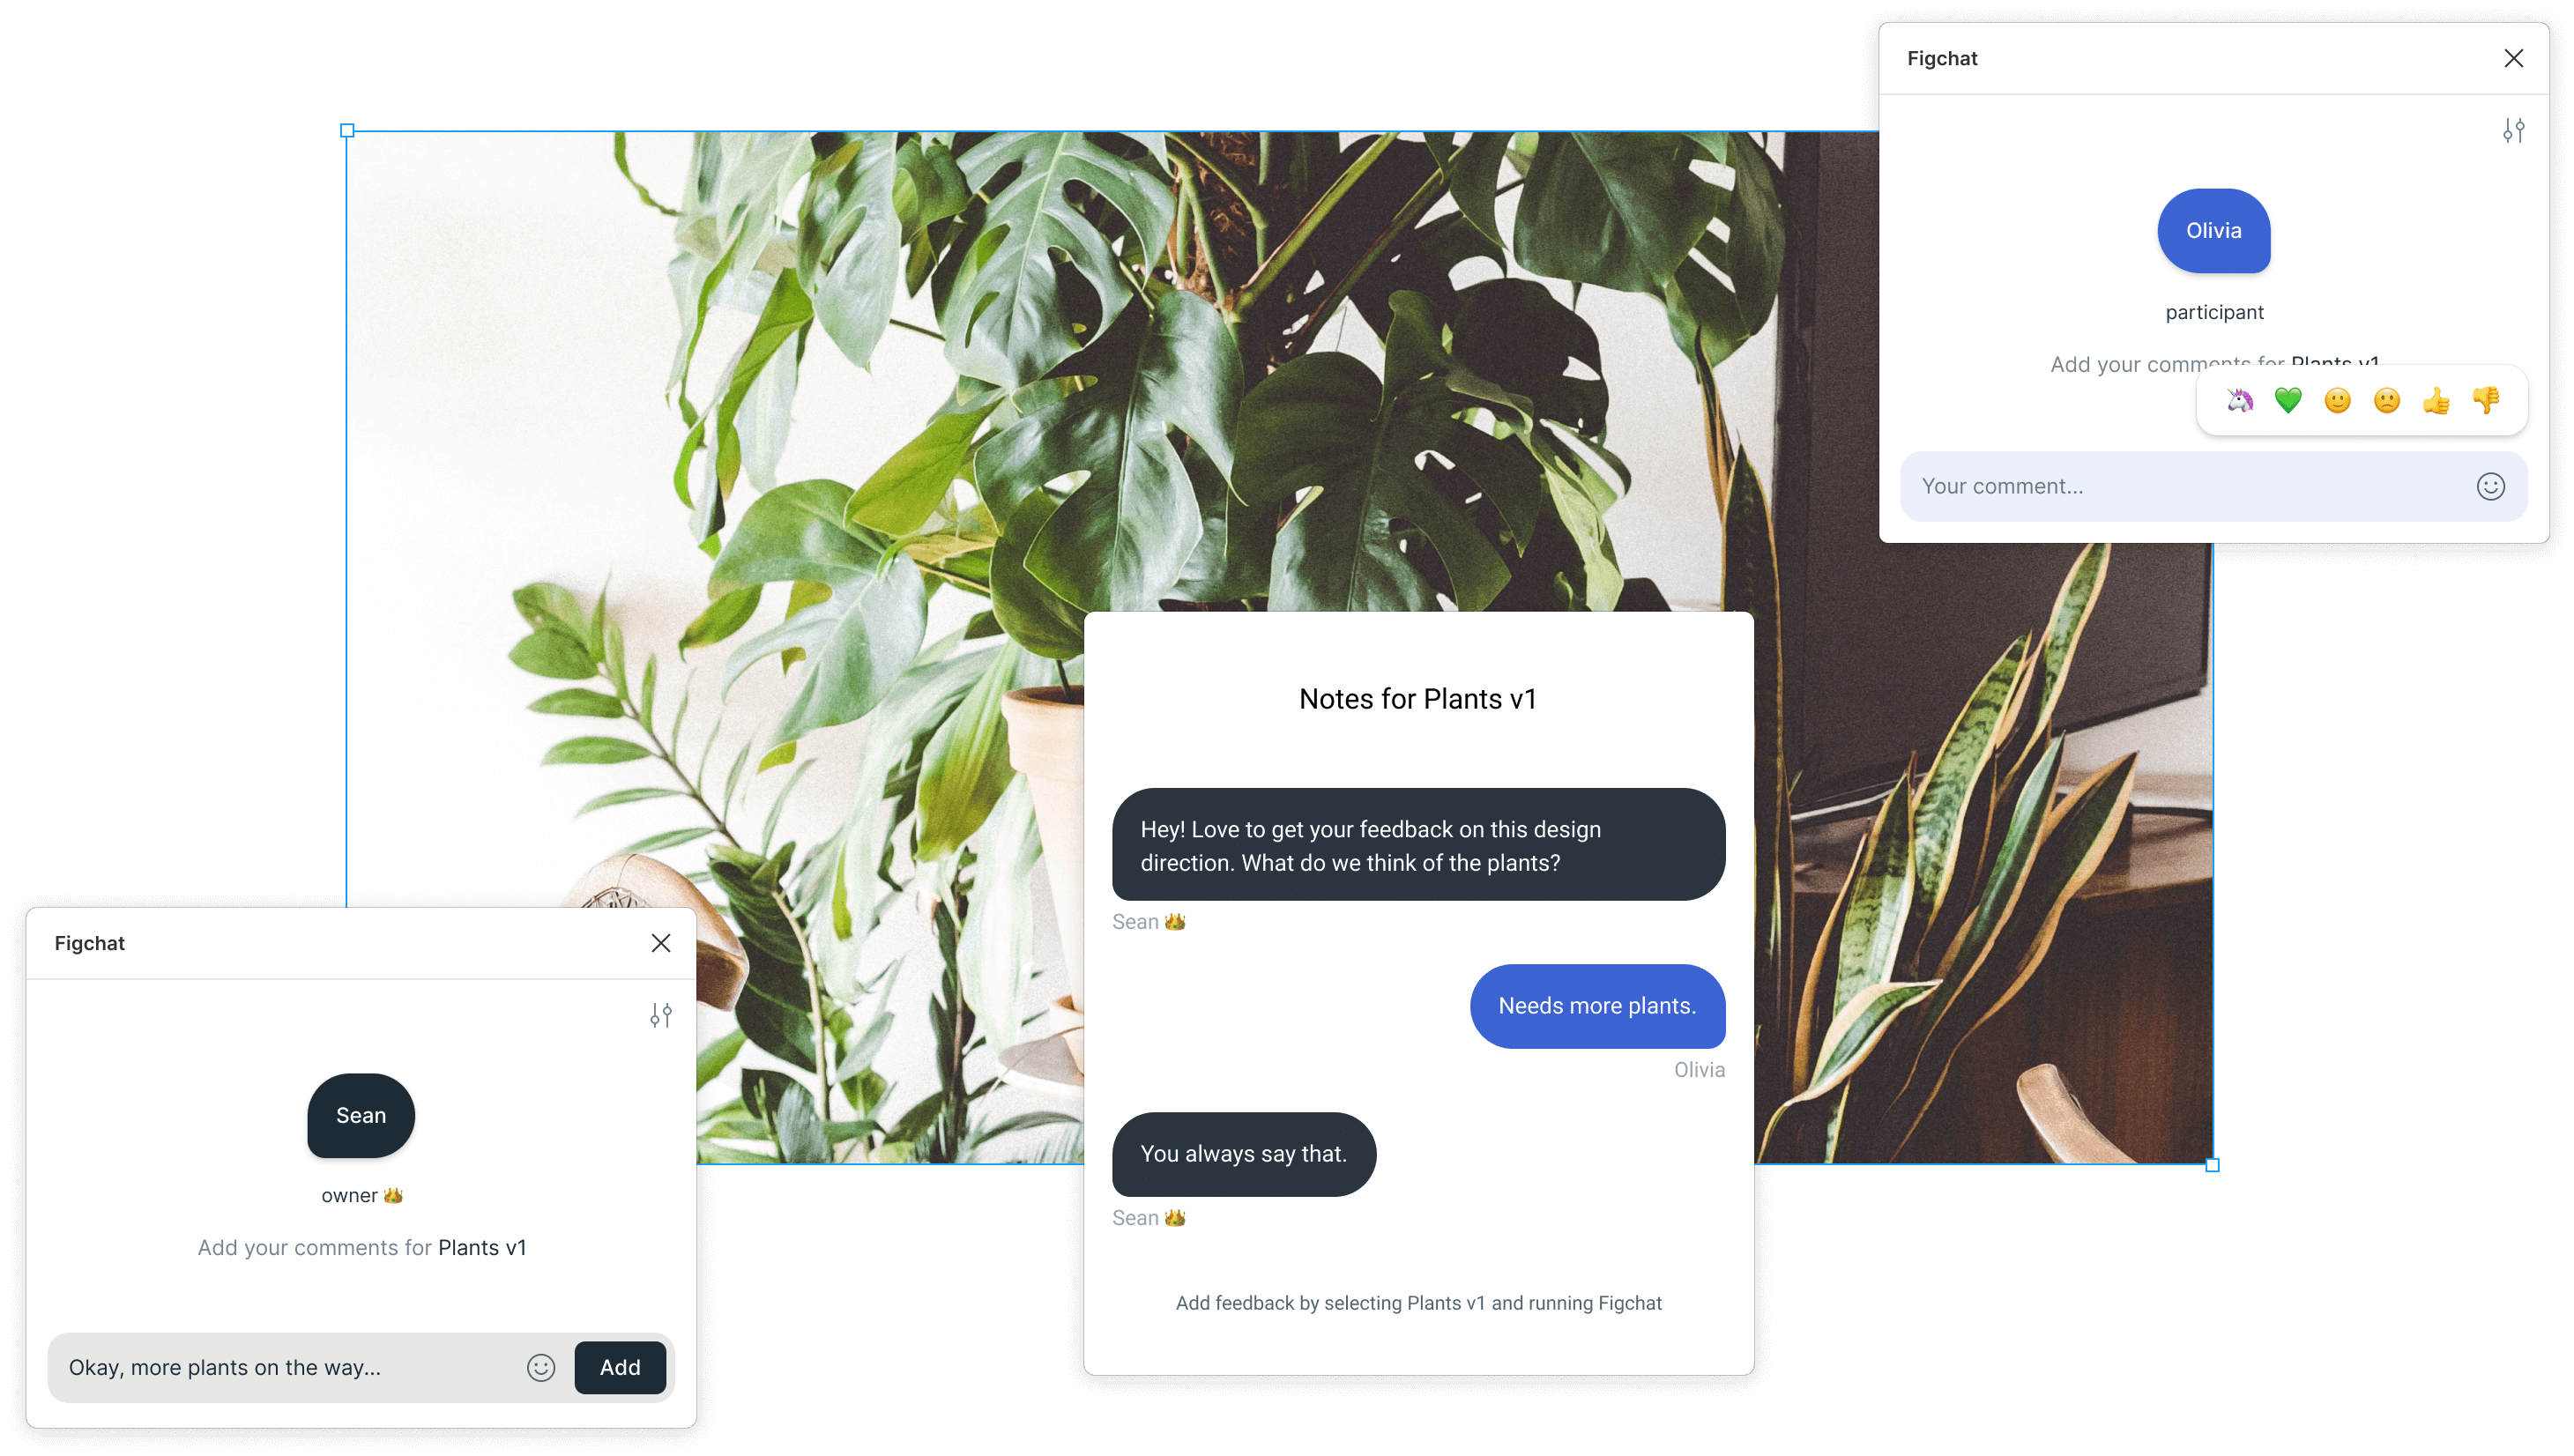 Figchat
Olivia
participant
Add your comments for Plants v1
Your comment...
Notes for Plants v1
Hey! Love to get your feedback on this design
direction. What do we think of the plants?
Sean 👑
Needs more plants.
Olivia
You always say that.
Sean 👑
Add feedback by selecting Plants v1 and running Figchat
Figchat
Sean
owner 👑
Add your comments for Plants v1
Okay, more plants on the way...
Add